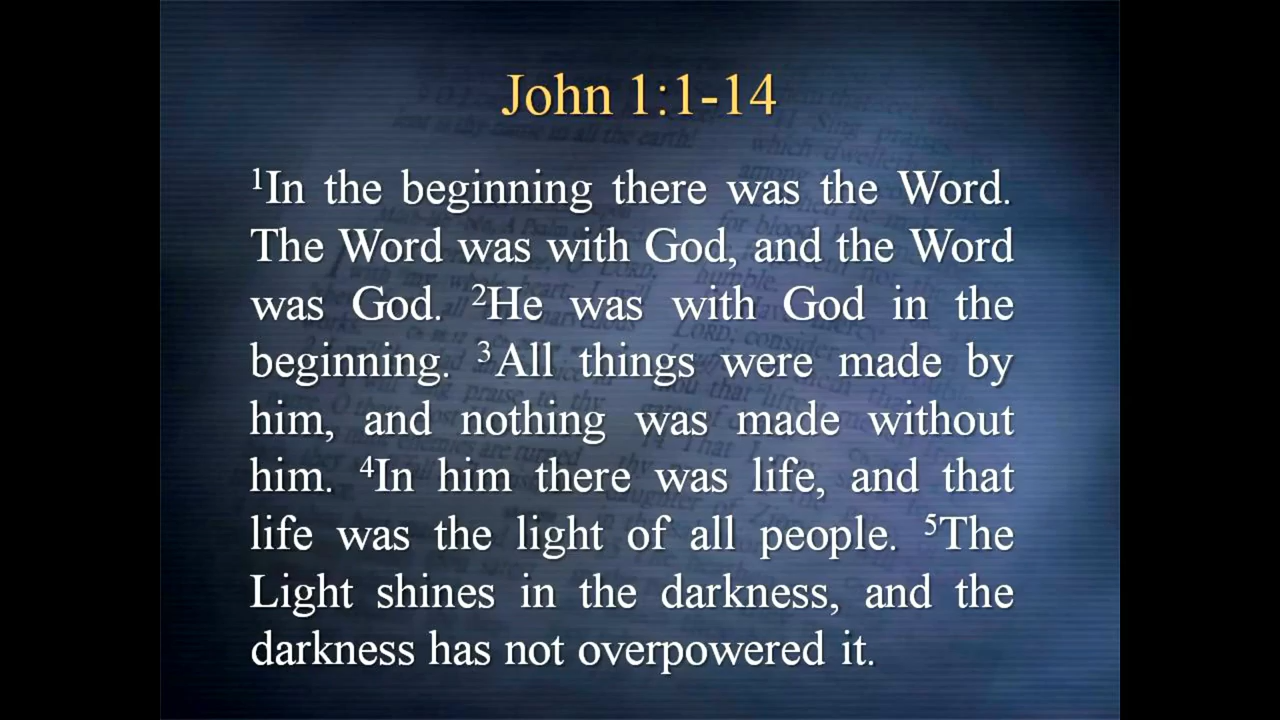 John 1:1-14
¹In the beginning there was the Word.
The Word was with God, and the Word
was God. ²He was with God in the
beginning. ³All things were made by
him, and nothing was made without
him. ⁴In him there was life, and that
life was the light of all people. ⁵The
Light shines in the darkness, and the
darkness has not overpowered it.